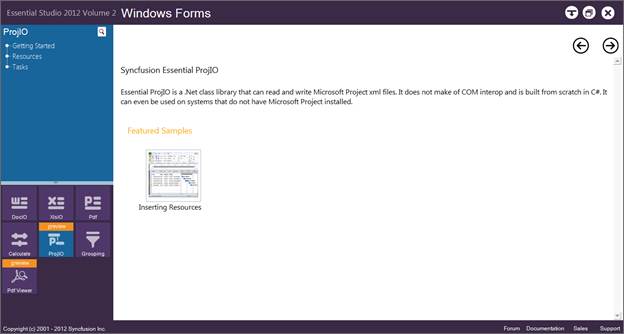 Essential Studio 2012 Volume 2 Windows Forms
ProjIO
Getting Started
Resources
Tasks
Syncfusion Essential ProjIO
Essential ProjIO is a .Net class library that can read and write Microsoft Project xml files. It does not make of COM interop and is built from scratch in C#. It
can even be used on systems that do not have Microsoft Project installed.
Featured Samples
Inserting Resources
DocIO XlsIO Pdf
preview
Calculate ProjIO Grouping
preview
Pdf Viewer
Copyright (c) 2001 - 2012 Syncfusion Inc. Forum Documentation Sales Support